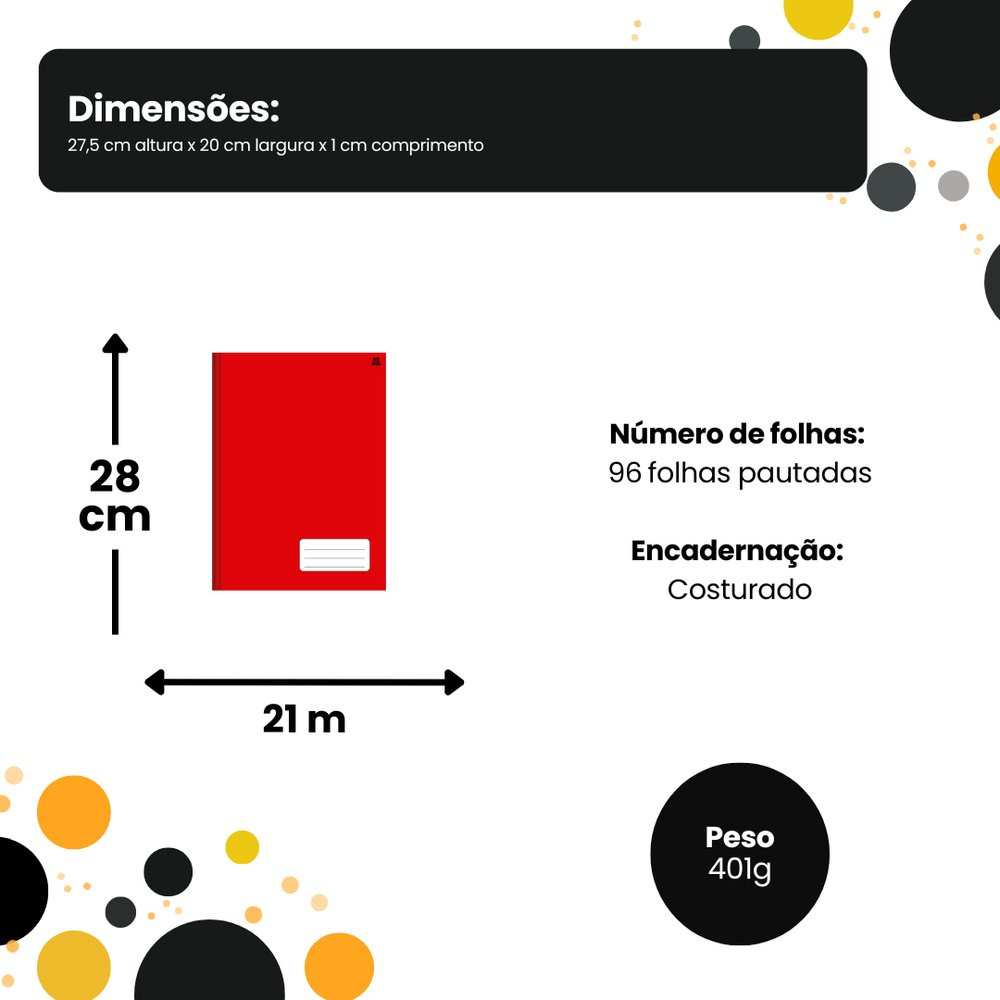 Dimensões:
27,5 cm altura x 20 cm largura x 1 cm comprimento
28
cm
21 m
Número de folhas:
96 folhas pautadas
Encadernação:
Costurado
Peso
401g